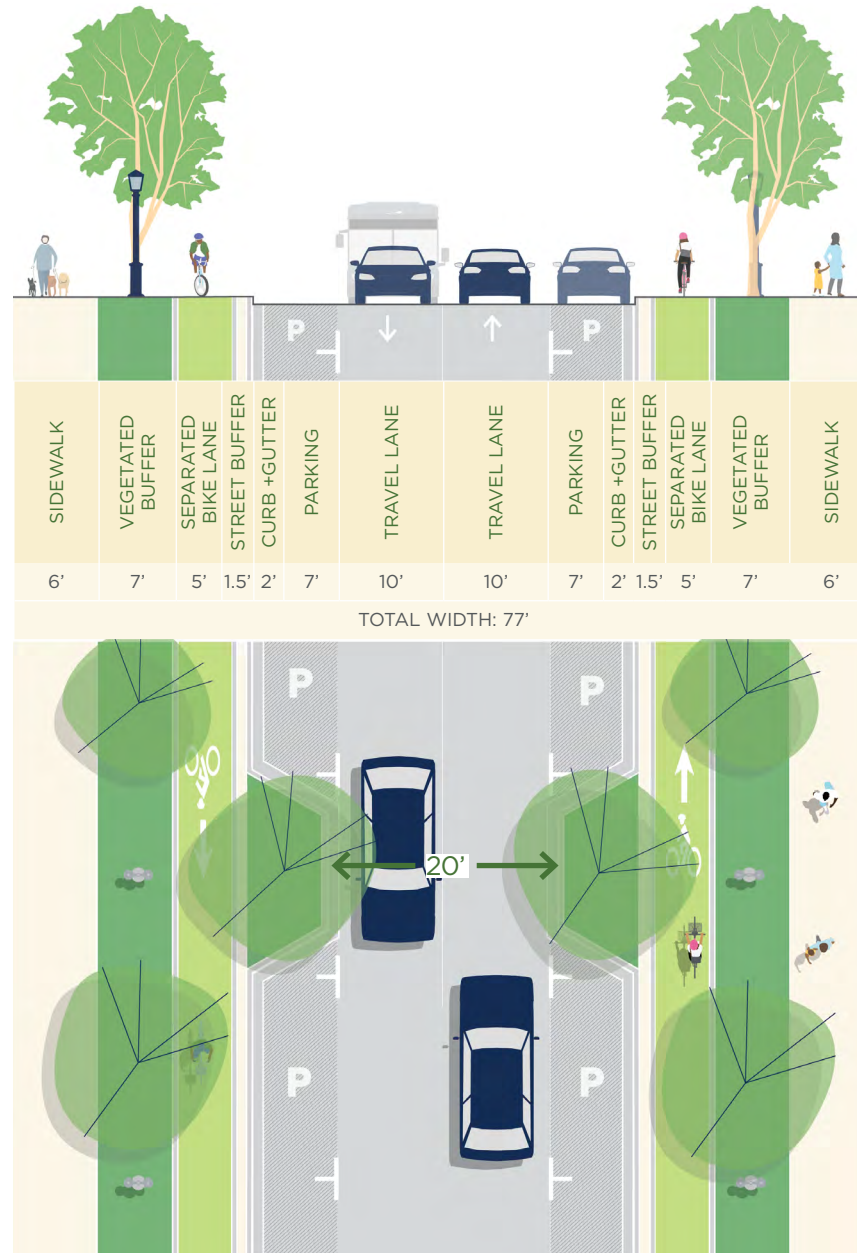 P
P
SIDEWALK
VEGETATED
BUFFER
SEPARATED
BIKE LANE
STREET BUFFER
CURB +GUTTER
PARKING
TRAVEL LANE
TRAVEL LANE
PARKING
CURB +GUTTER
STREET BUFFER
SEPARATED
BIKE LANE
VEGETATED
BUFFER
SIDEWALK
6’ 7’ 5’ 1.5’ 2’ 7’ 10’ 10’ 7’ 2’ 1.5’ 5’ 7’ 6’
TOTAL WIDTH: 77’
P
P
20’
P
P